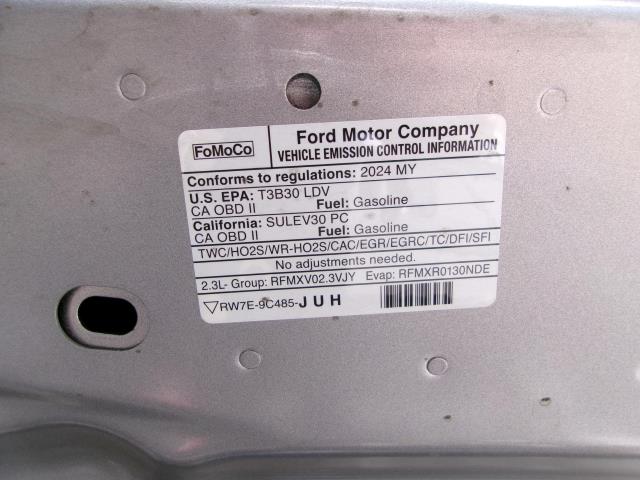 FoMoCo
Ford Motor Company
VEHICLE EMISSION CONTROL INFORMATION
Conforms to regulations: 2024 MY
U.S. EPA: T3B30 LDV
CA OBD II Fuel: Gasoline
California: SULEV30 PC
CA OBD II Fuel: Gasoline
TWC/HO2S/WR-HO2S/CAC/EGR/EGRC/TC/DFI/SFI
No adjustments needed.
2.3L- Group: RFMXV02.3VJY Evap: RFMXR0130NDE
RW7E-9C485-JUH